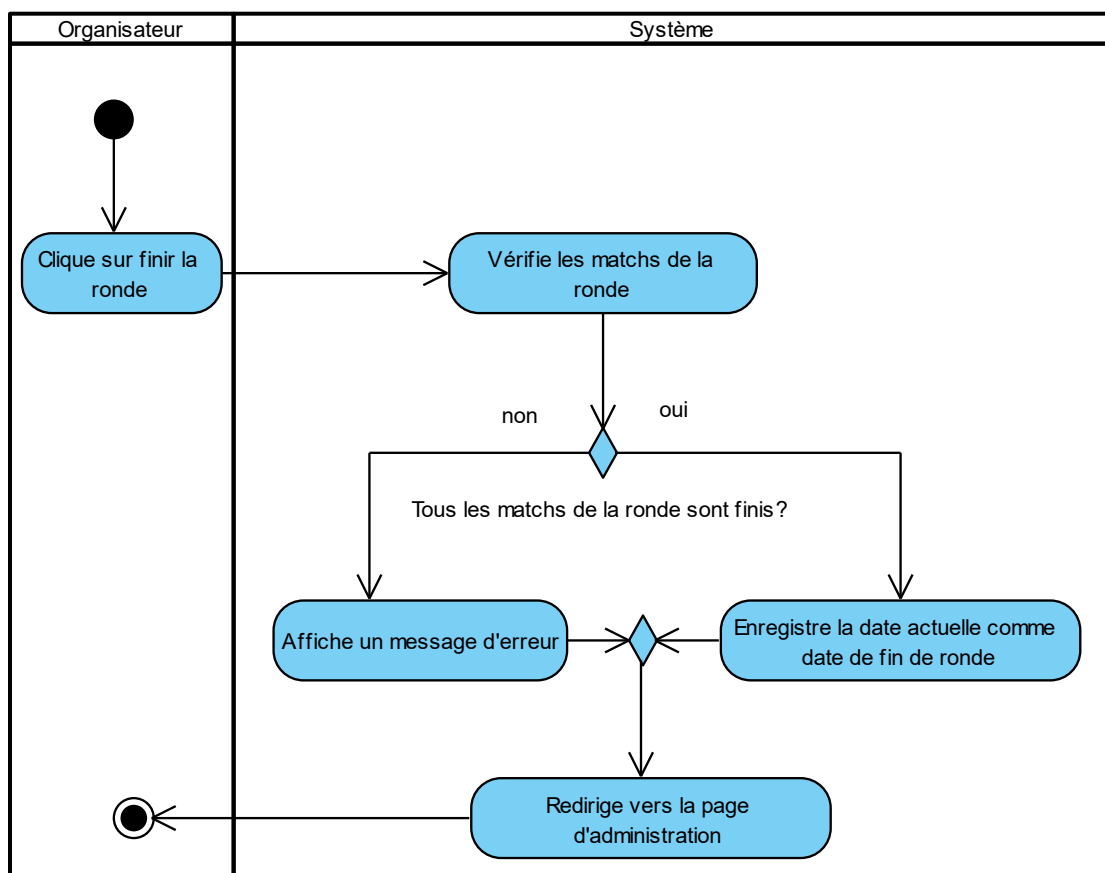 Organisateur
Système
Clique sur finir la
ronde
Vérifie les matchs de la
ronde
non
oui
Tous les matchs de la ronde sont finis?
Affiche un message d'erreur
Enregistre la date actuelle comme
date de fin de ronde
Redirige vers la page
d'administration